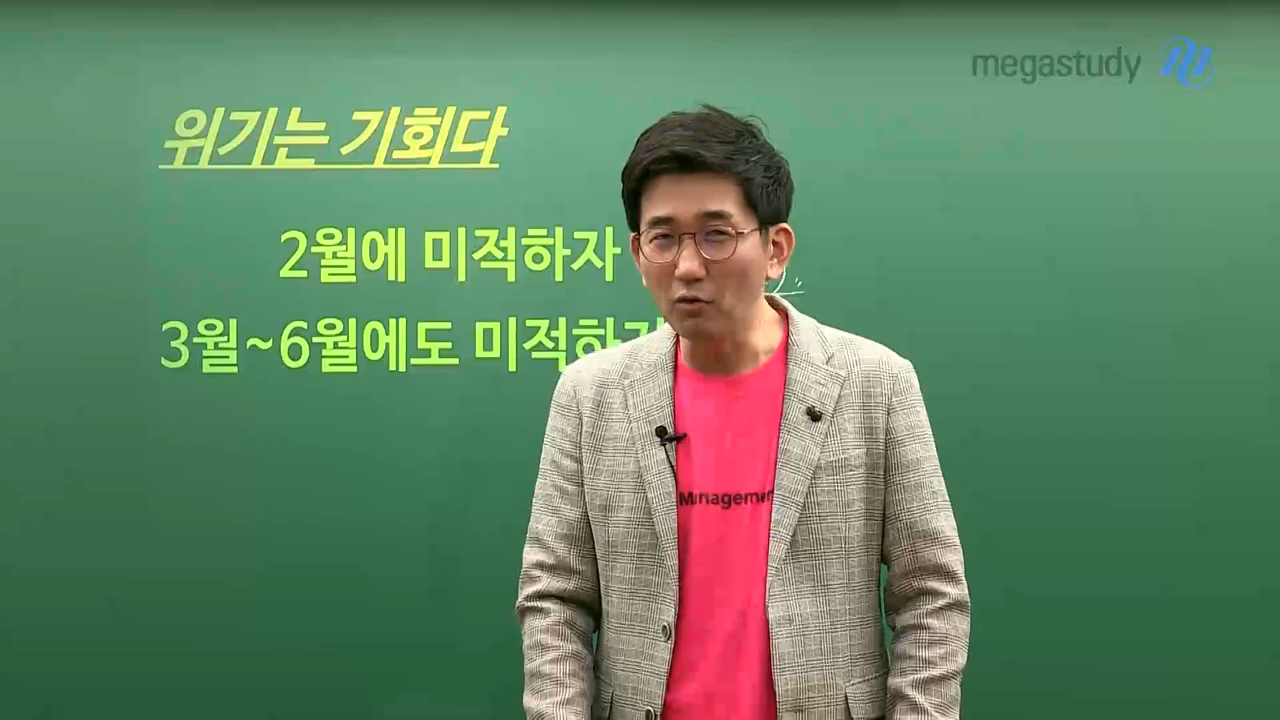 megastudy
위기는 기회다
2월에 미적하자
3월~6월에도 미적하
Managemen